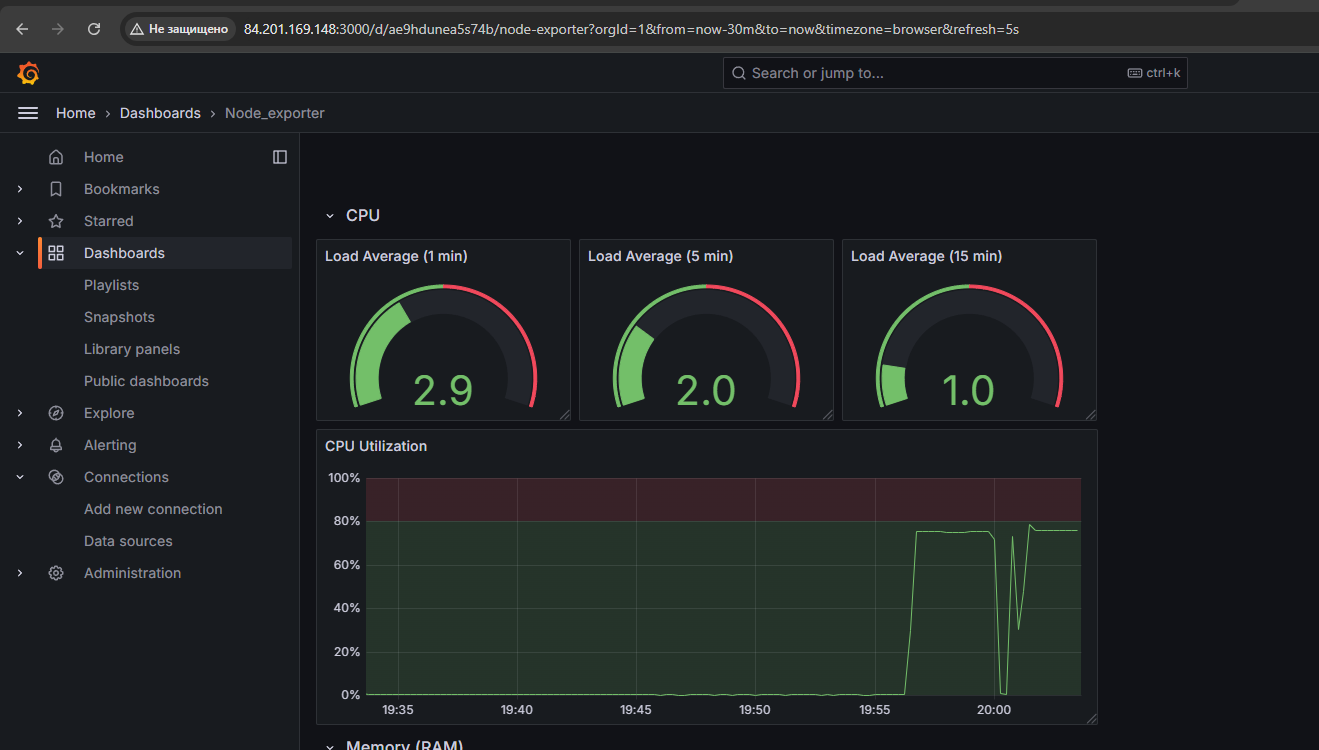 Не защищено 84.201.169.148:3000/d/ae9hdunea5s74b/node-exporter?orgId=1&from=now-30m&to=now&timezone=browser&refresh=5s
Search or jump to... ctrl+k
Home › Dashboards › Node_exporter
Home
Bookmarks
Starred
Dashboards
Playlists
Snapshots
Library panels
Public dashboards
Explore
Alerting
Connections
Add new connection
Data sources
Administration
CPU
Load Average (1 min)
2.9
Load Average (5 min)
2.0
Load Average (15 min)
1.0
CPU Utilization
100%
80%
60%
40%
20%
0%
19:35 19:40 19:45 19:50 19:55 20:00
Memory (RAM)